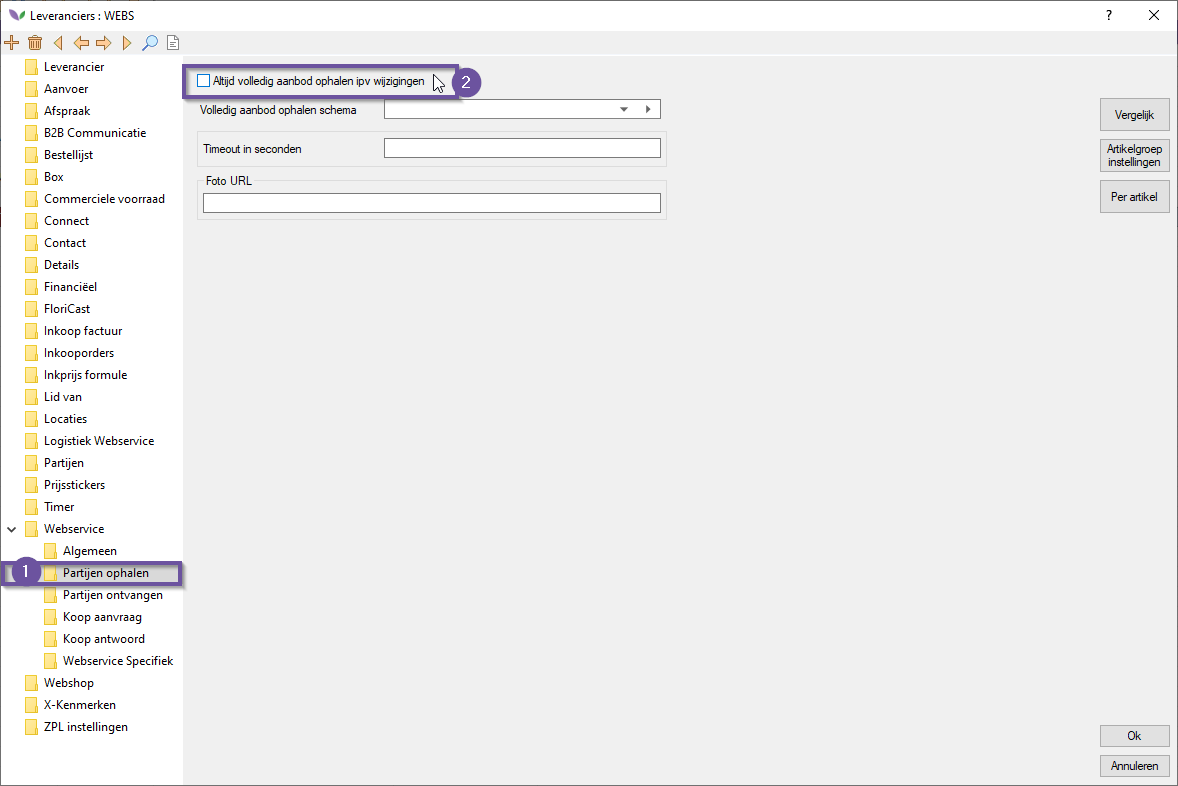 Leveranciers : WEBS
?
Leverancier
Aanvoer
Afspraak
B2B Communicatie
Bestellijst
Box
Commerciele voorraad
Connect
Contact
Details
Financiëel
FloriCast
Inkoop factuur
Inkooporders
Inkprijs formule
Lid van
Locaties
Logistiek Webservice
Partijen
Prijsstickers
Timer
Webservice
Algemeen
1
Partijen ophalen
Partijen ontvangen
Koop aanvraag
Koop antwoord
Webservice Specifiek
Webshop
X-Kenmerken
ZPL instellingen
Altijd volledig aanbod ophalen ipv wijzigingen
2
Volledig aanbod ophalen schema
Timeout in seconden
Foto URL
Vergelijk
Artikelgroep
instellingen
Per artikel
Ok
Annuleren